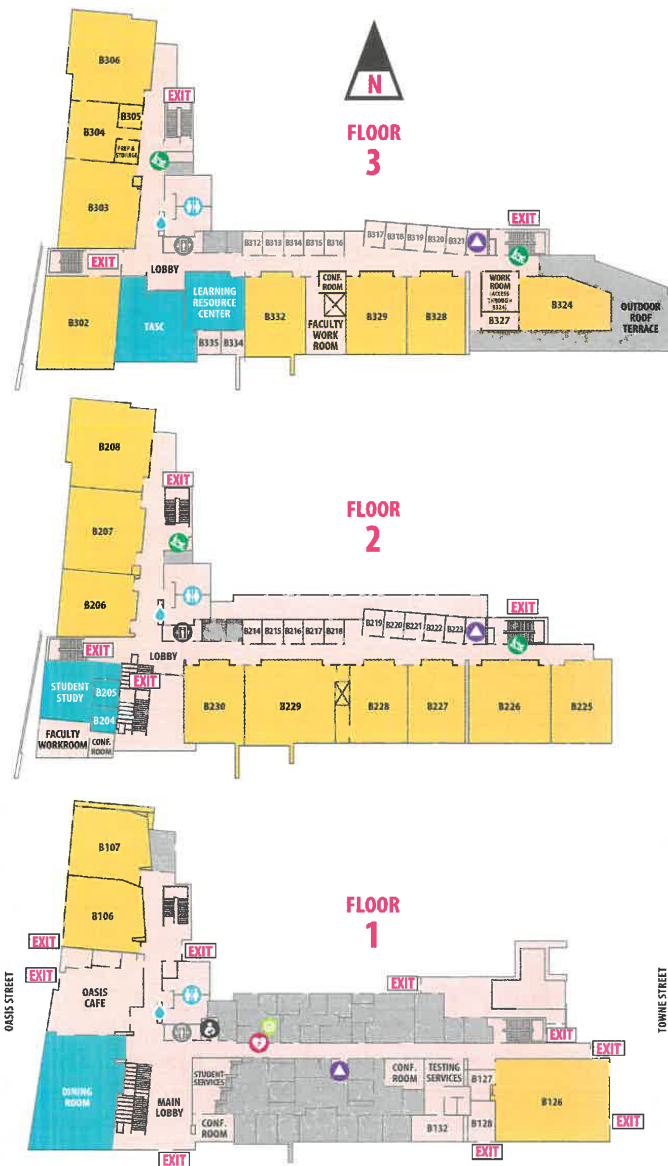 B306
N
EXIT
FLOOR
3
B305
B304
PREP &
STORAGE
B303
B317
B318
B319
B320
B321
EXIT
B312
B313
B314
B315
B316
EXIT
LOBBY
B302
TASC
LEARNING
RESOURCE
CENTER
B335
B334
B332
CONF.
ROOM
FACULTY
WORK
ROOM
B329
B328
WORK
ROOM
(ACCESS
THROUGH
B324)
B327
B324
OUTDOOR
ROOF
TERRACE
B208
EXIT
FLOOR
2
B207
B206
B219
B220
B221
B222
B223
EXIT
B214
B215
B216
B217
B218
EXIT
LOBBY
EXIT
STUDENT
STUDY
B205
B204
FACULTY
WORKROOM
CONF.
ROOM
B230
B229
B228
B227
B226
B225
B107
B106
FLOOR
1
EXIT
EXIT
EXIT
EXIT
OASIS STREET
OASIS
CAFE
TOWNE STREET
EXIT
EXIT
DINING
ROOM
MAIN
LOBBY
STUDENT
SERVICES
CONF.
ROOM
CONF.
ROOM
TESTING
SERVICES
B127
B132
B128
B126
EXIT
EXIT
EXIT